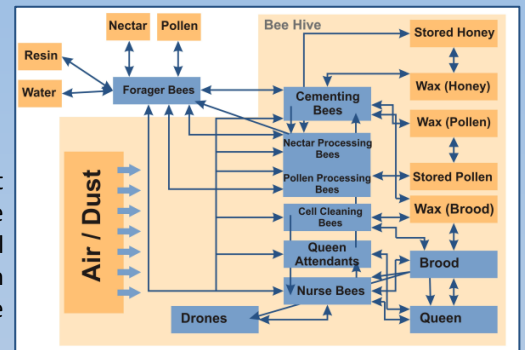 Nectar
Pollen
Bee Hive
Resin
Water
Forager Bees
Stored Honey
Wax (Honey)
Cementing
Bees
Wax (Pollen)
Nectar Processing
Bees
Pollen Processing
Bees
Stored Pollen
Wax (Brood)
Cell Cleaning
Bees
Queen
Attendants
Brood
Nurse Bees
Air / Dust
Drones
Queen